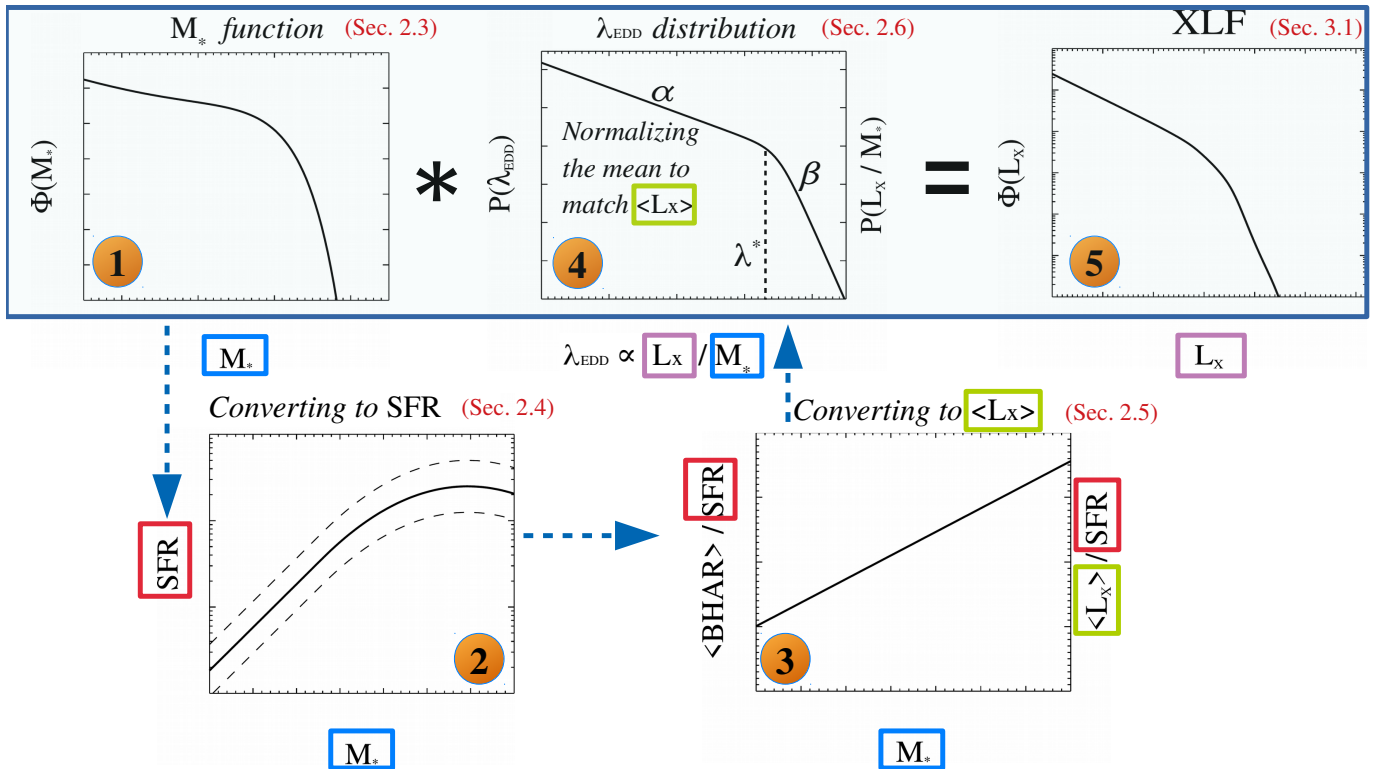 M* function (Sec. 2.3)
λEDD distribution (Sec. 2.6)
XLF (Sec. 3.1)
Φ(M*)
1
*
P(λEDD)
α
Normalizing
the mean to
match <Lx>
β
λ*
4
P(Lx / M*)
=
Φ(Lx)
5
M*
λEDD ∝ Lx / M*
Lx
Converting to SFR (Sec. 2.4)
SFR
2
M*
Converting to <Lx> (Sec. 2.5)
<BHAR> / SFR
3
<Lx> / SFR
M*